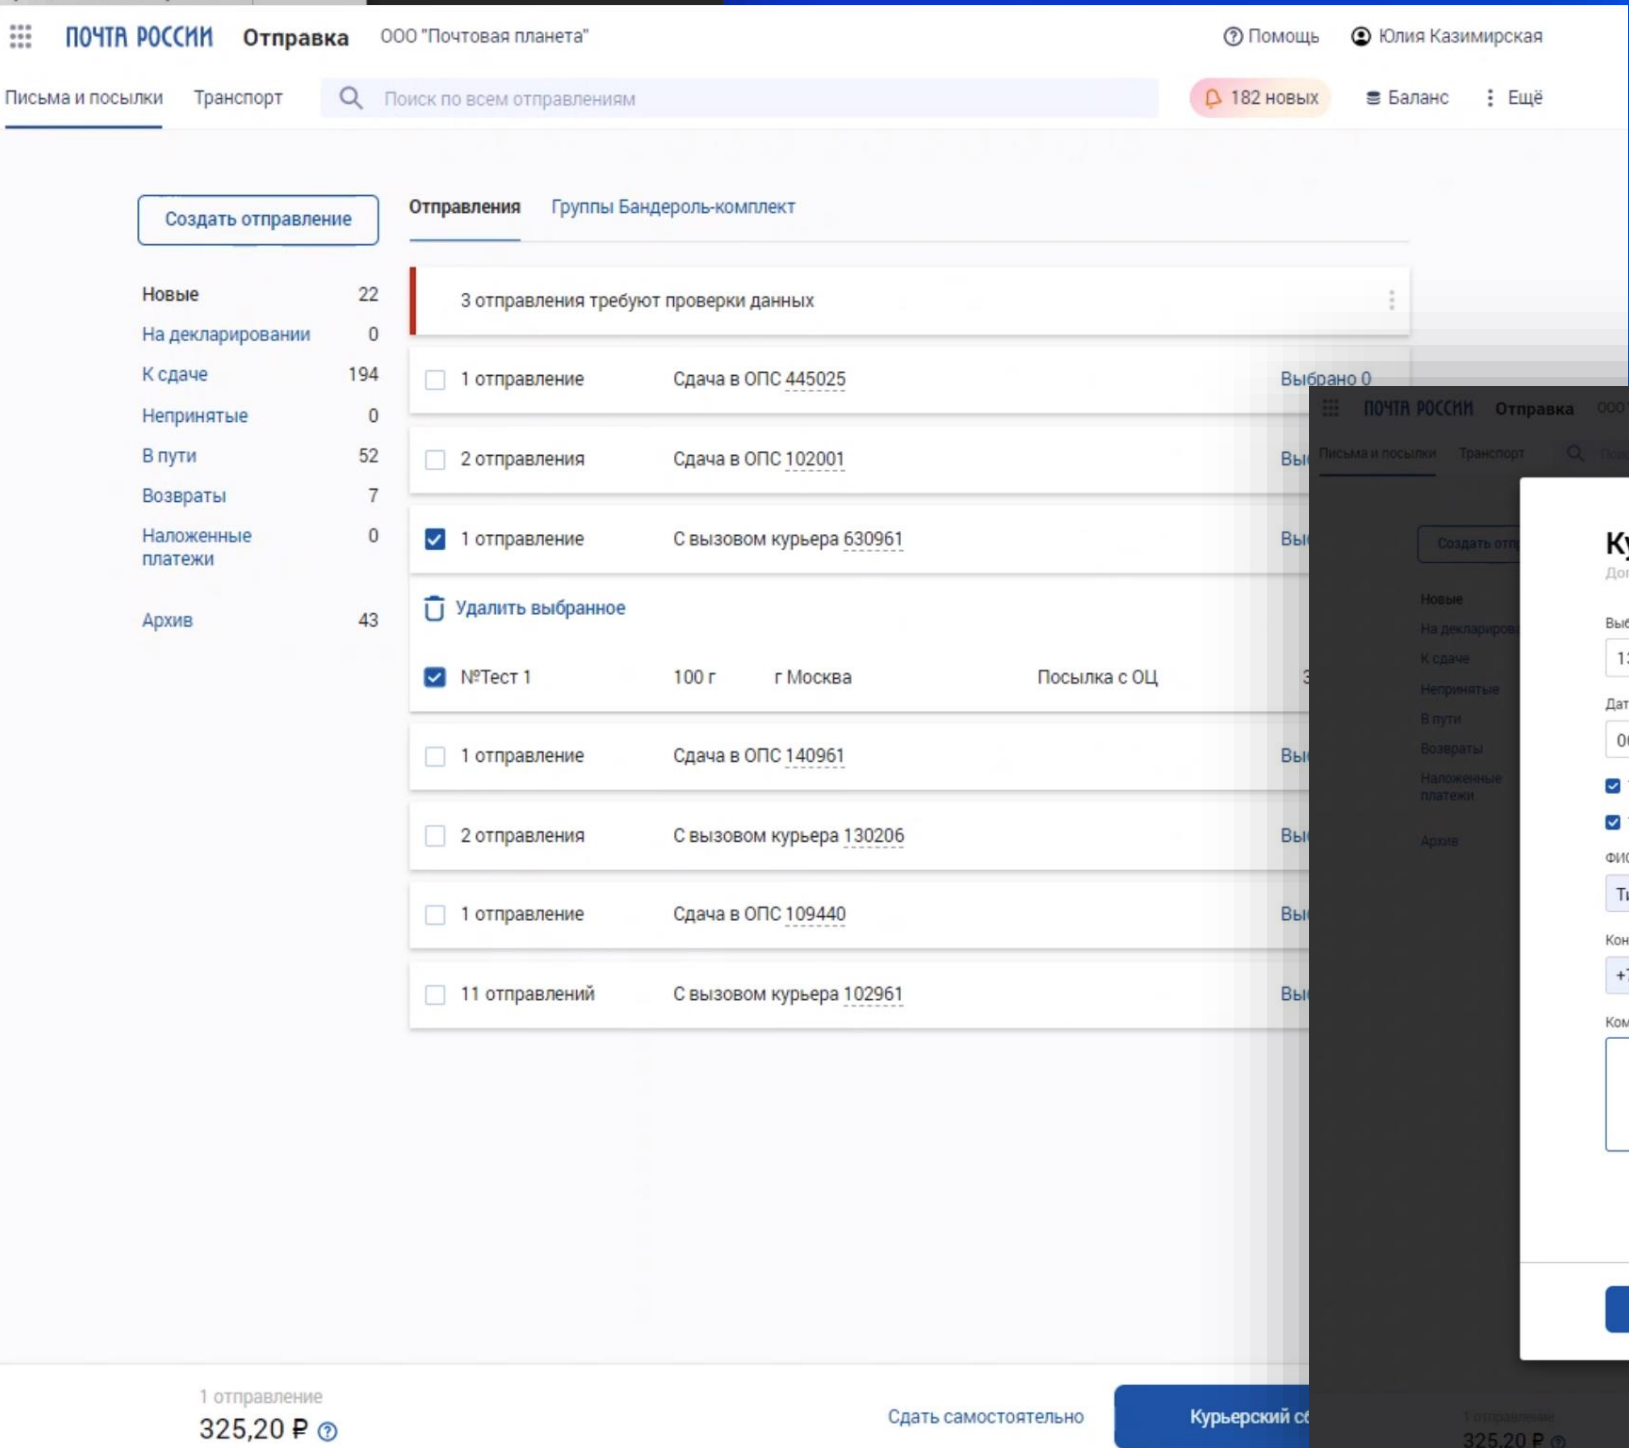 ПОЧТА РОССИИ Отправка ООО "Почтовая планета" Помощь Юлия Казимирская
Письма и посылки Транспорт Поиск по всем отправлениям 182 новых Баланс Ещё
Создать отправление
Новые 22
На декларировании 0
К сдаче 194
Непринятые 0
В пути 52
Возвраты 7
Наложенные 0
платежи
Архив 43
Отправления Группы Бандероль-комплект
3 отправления требуют проверки данных
1 отправление Сдача в ОПС 445025 Выбрано 0
2 отправления Сдача в ОПС 102001
1 отправление С вызовом курьера 630961
Удалить выбранное
№Тест 1 100 г г Москва Посылка с ОЦ
1 отправление Сдача в ОПС 140961
2 отправления С вызовом курьера 130206
1 отправление Сдача в ОПС 109440
11 отправлений С вызовом курьера 102961
1 отправление
325,20 ₽
Сдать самостоятельно Курьерский
ПОЧТА РОССИИ Отправка ООО
Письма и посылки Транспорт
Новые
К сдаче
Непринятые
В пути
Возвраты
Наложенные
платежи
Архив
1 отправление
325,20 ₽